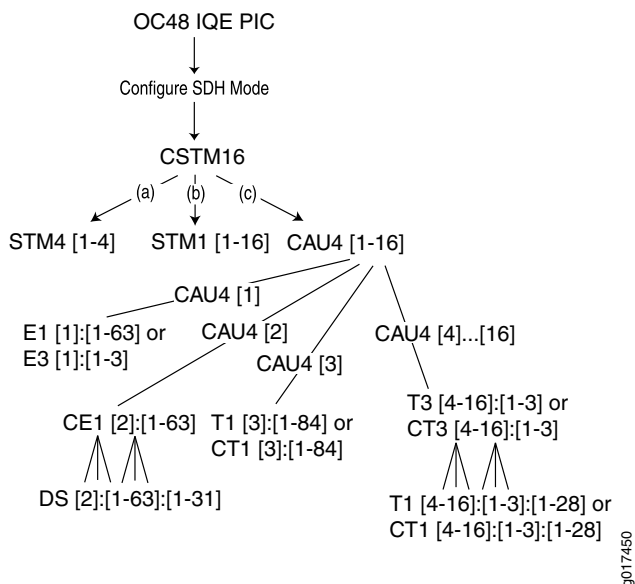 OC48 IQE PIC
Configure SDH Mode
CSTM16
(a) (b) (c)
STM4 [1-4] STM1 [1-16] CAU4 [1-16]
CAU4 [1]
E1 [1]:[1-63] or
E3 [1]:[1-3]
CAU4 [2]
CAU4 [3]
CAU4 [4]...[16]
CE1 [2]:[1-63]
T1 [3]:[1-84] or
CT1 [3]:[1-84]
T3 [4-16]:[1-3] or
CT3 [4-16]:[1-3]
DS [2]:[1-63]:[1-31]
T1 [4-16]:[1-3]:[1-28] or
CT1 [4-16]:[1-3]:[1-28]
g017450